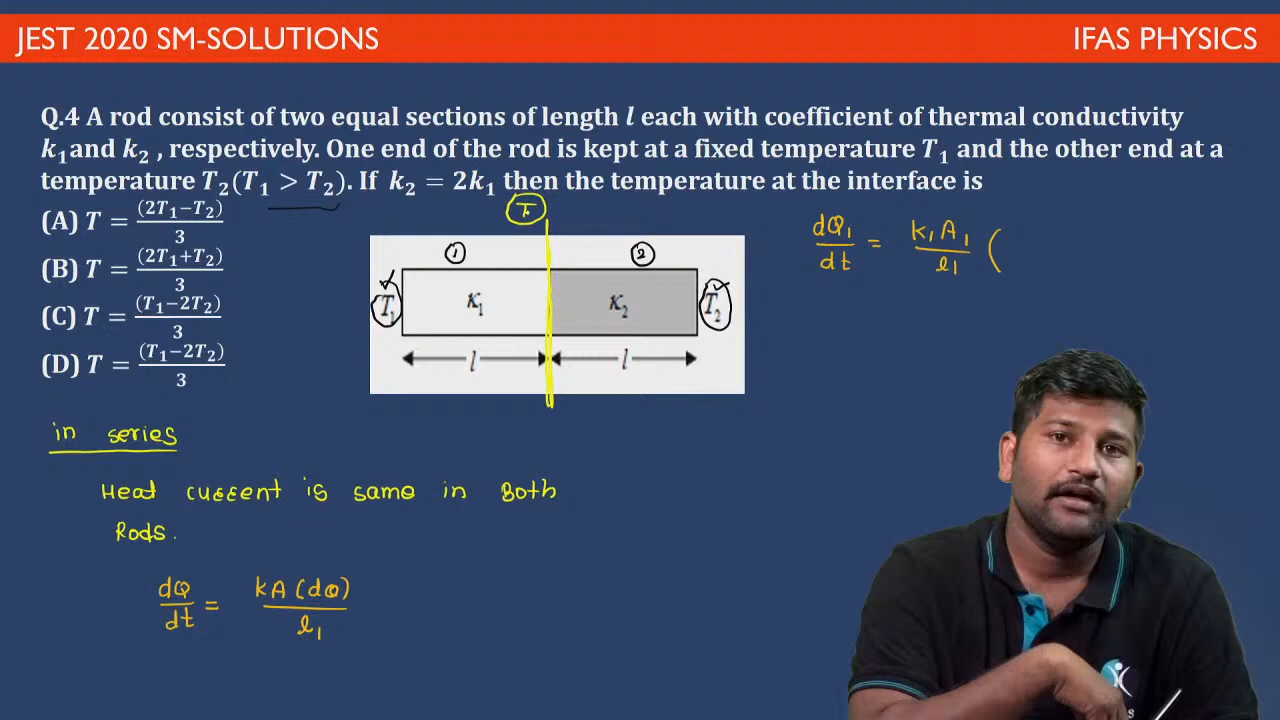 JEST 2020 SM-SOLUTIONS
IFAS PHYSICS
Q.4 A rod consist of two equal sections of length l each with coefficient of thermal conductivity
k₁and k₂ , respectively. One end of the rod is kept at a fixed temperature T₁ and the other end at a
temperature T₂(T₁ > T₂). If k₂ = 2k₁ then the temperature at the interface is
(A) T = (2T₁−T₂)/3
(B) T = (2T₁+T₂)/3
(C) T = (T₁−2T₂)/3
(D) T = (T₁−2T₂)/3
T
① ②
T₁ K₁ K₂ T₂
l l
dQ₁/dt = k₁A₁/l₁ (
in series
Heat current is same in Both
Rods.
dQ/dt = kA(dθ)/l₁